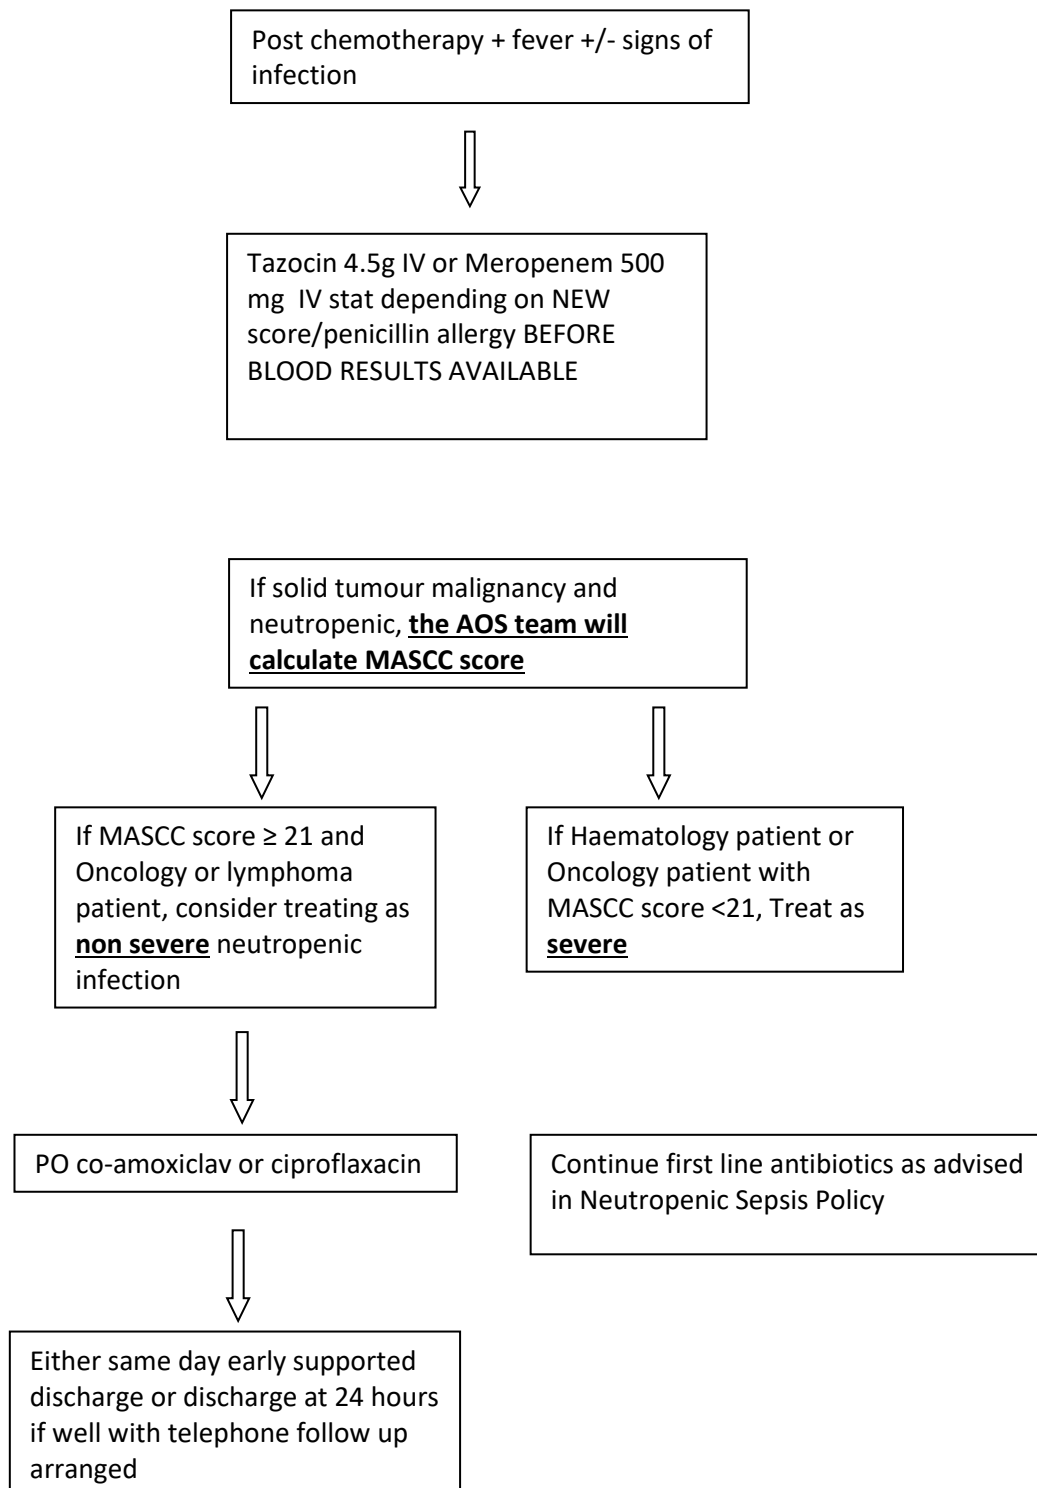 Post chemotherapy + fever +/- signs of
infection
Tazocin 4.5g IV or Meropenem 500
mg  IV stat depending on NEW
score/penicillin allergy BEFORE
BLOOD RESULTS AVAILABLE
If solid tumour malignancy and
neutropenic, the AOS team will
calculate MASCC score
If MASCC score ≥ 21 and
Oncology or lymphoma
patient, consider treating as
non severe neutropenic
infection
If Haematology patient or
Oncology patient with
MASCC score <21, Treat as
severe
PO co-amoxiclav or ciproflaxacin
Continue first line antibiotics as advised
in Neutropenic Sepsis Policy
Either same day early supported
discharge or discharge at 24 hours
if well with telephone follow up
arranged